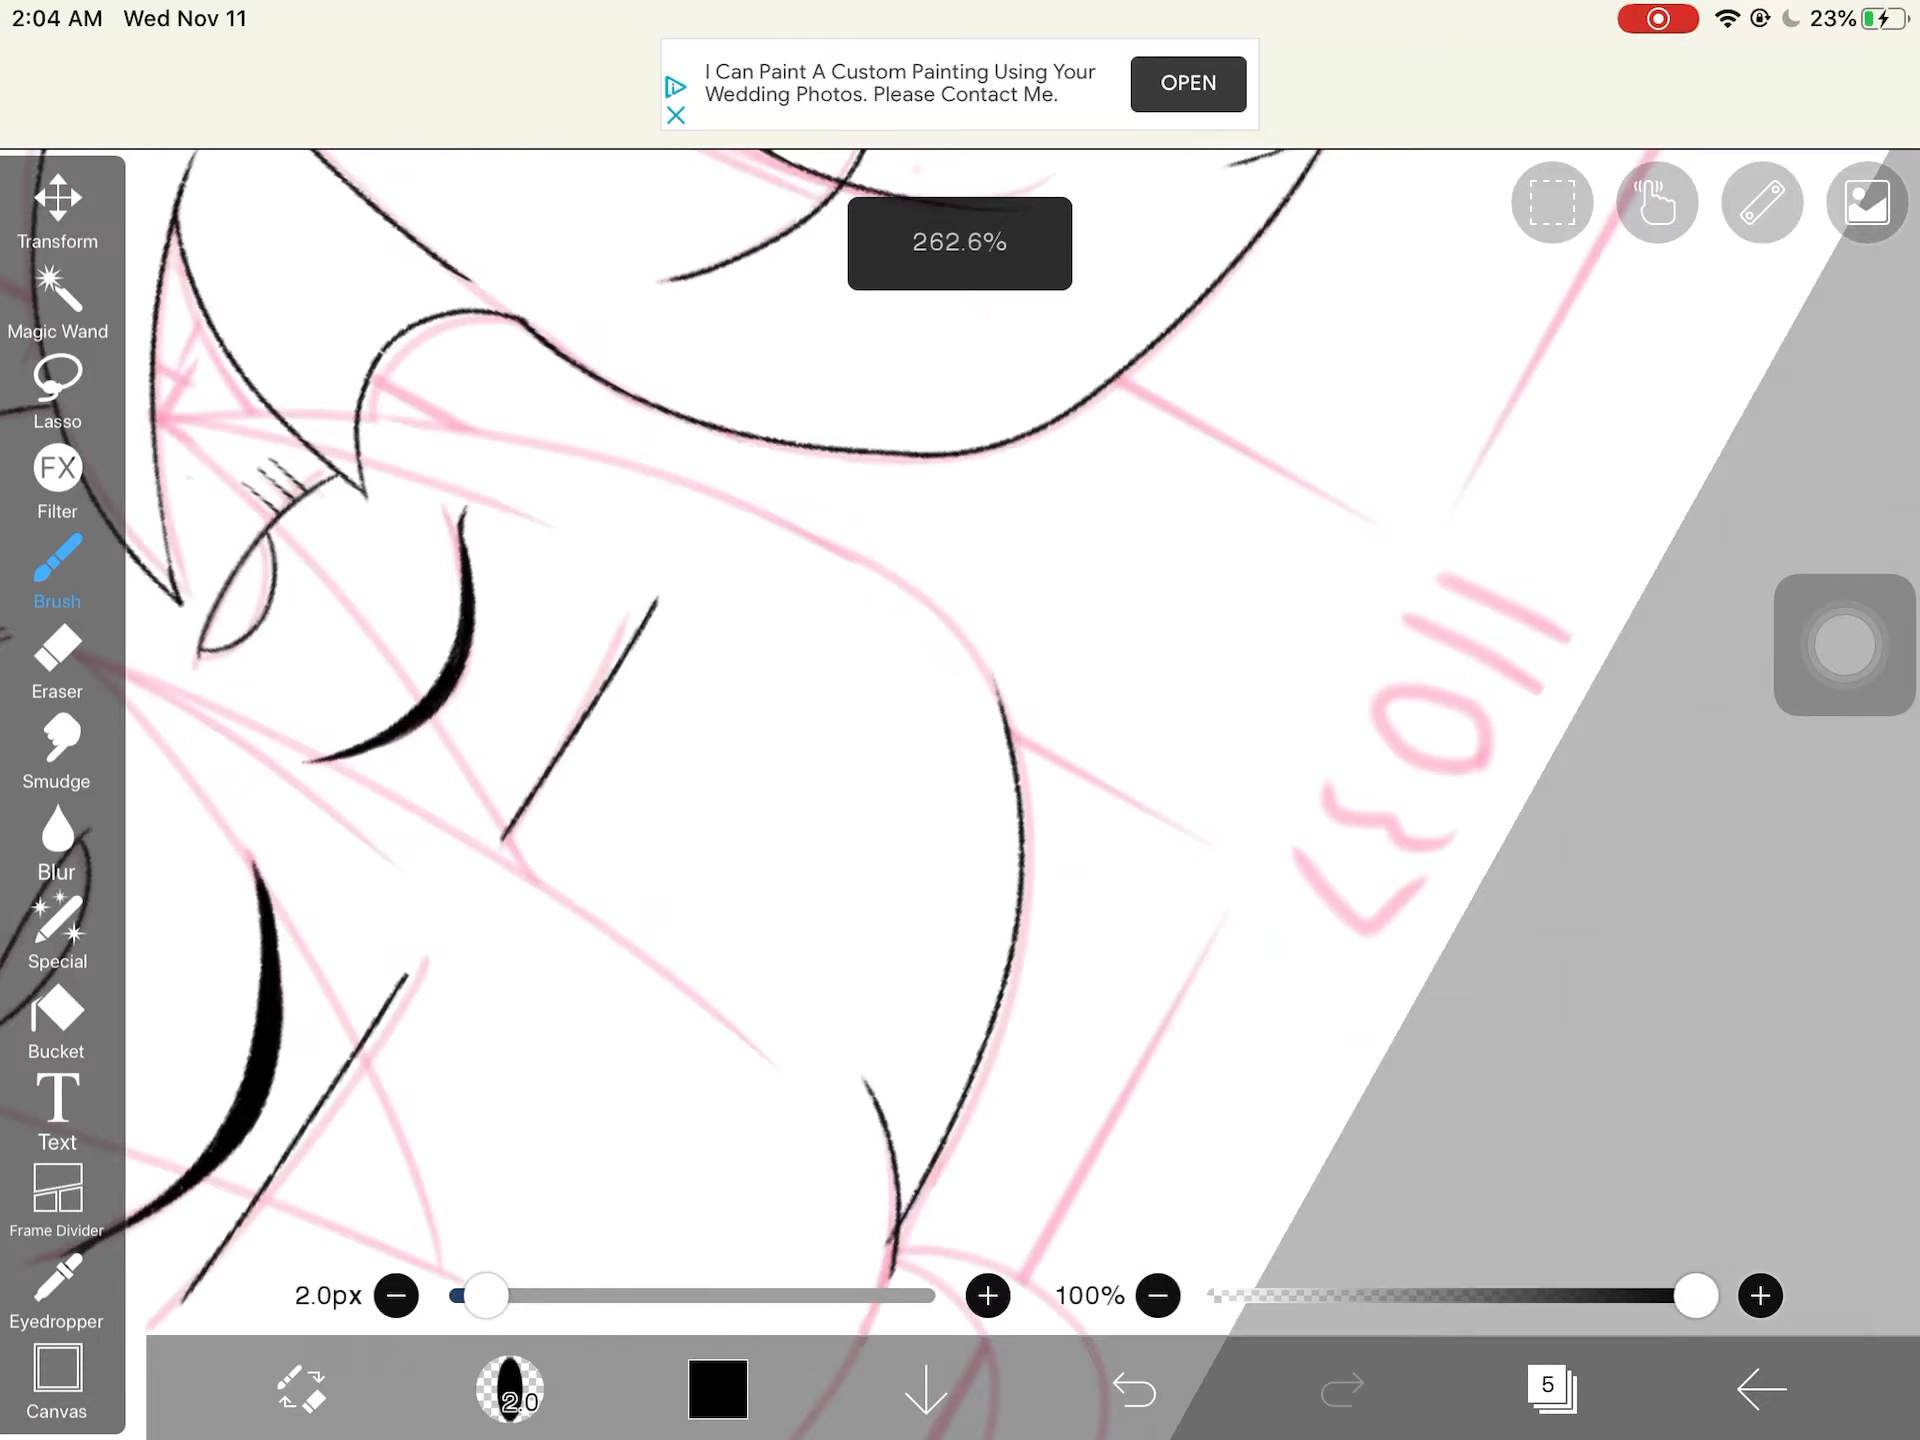 2:04 AM Wed Nov 11
23%
I Can Paint A Custom Painting Using Your
Wedding Photos. Please Contact Me.
OPEN
262.6%
Transform
Magic Wand
Lasso
FX
Filter
Brush
Eraser
Smudge
Blur
Special
Bucket
T
Text
Frame Divider
Eyedropper
Canvas
2.0px
100%
2.0
5